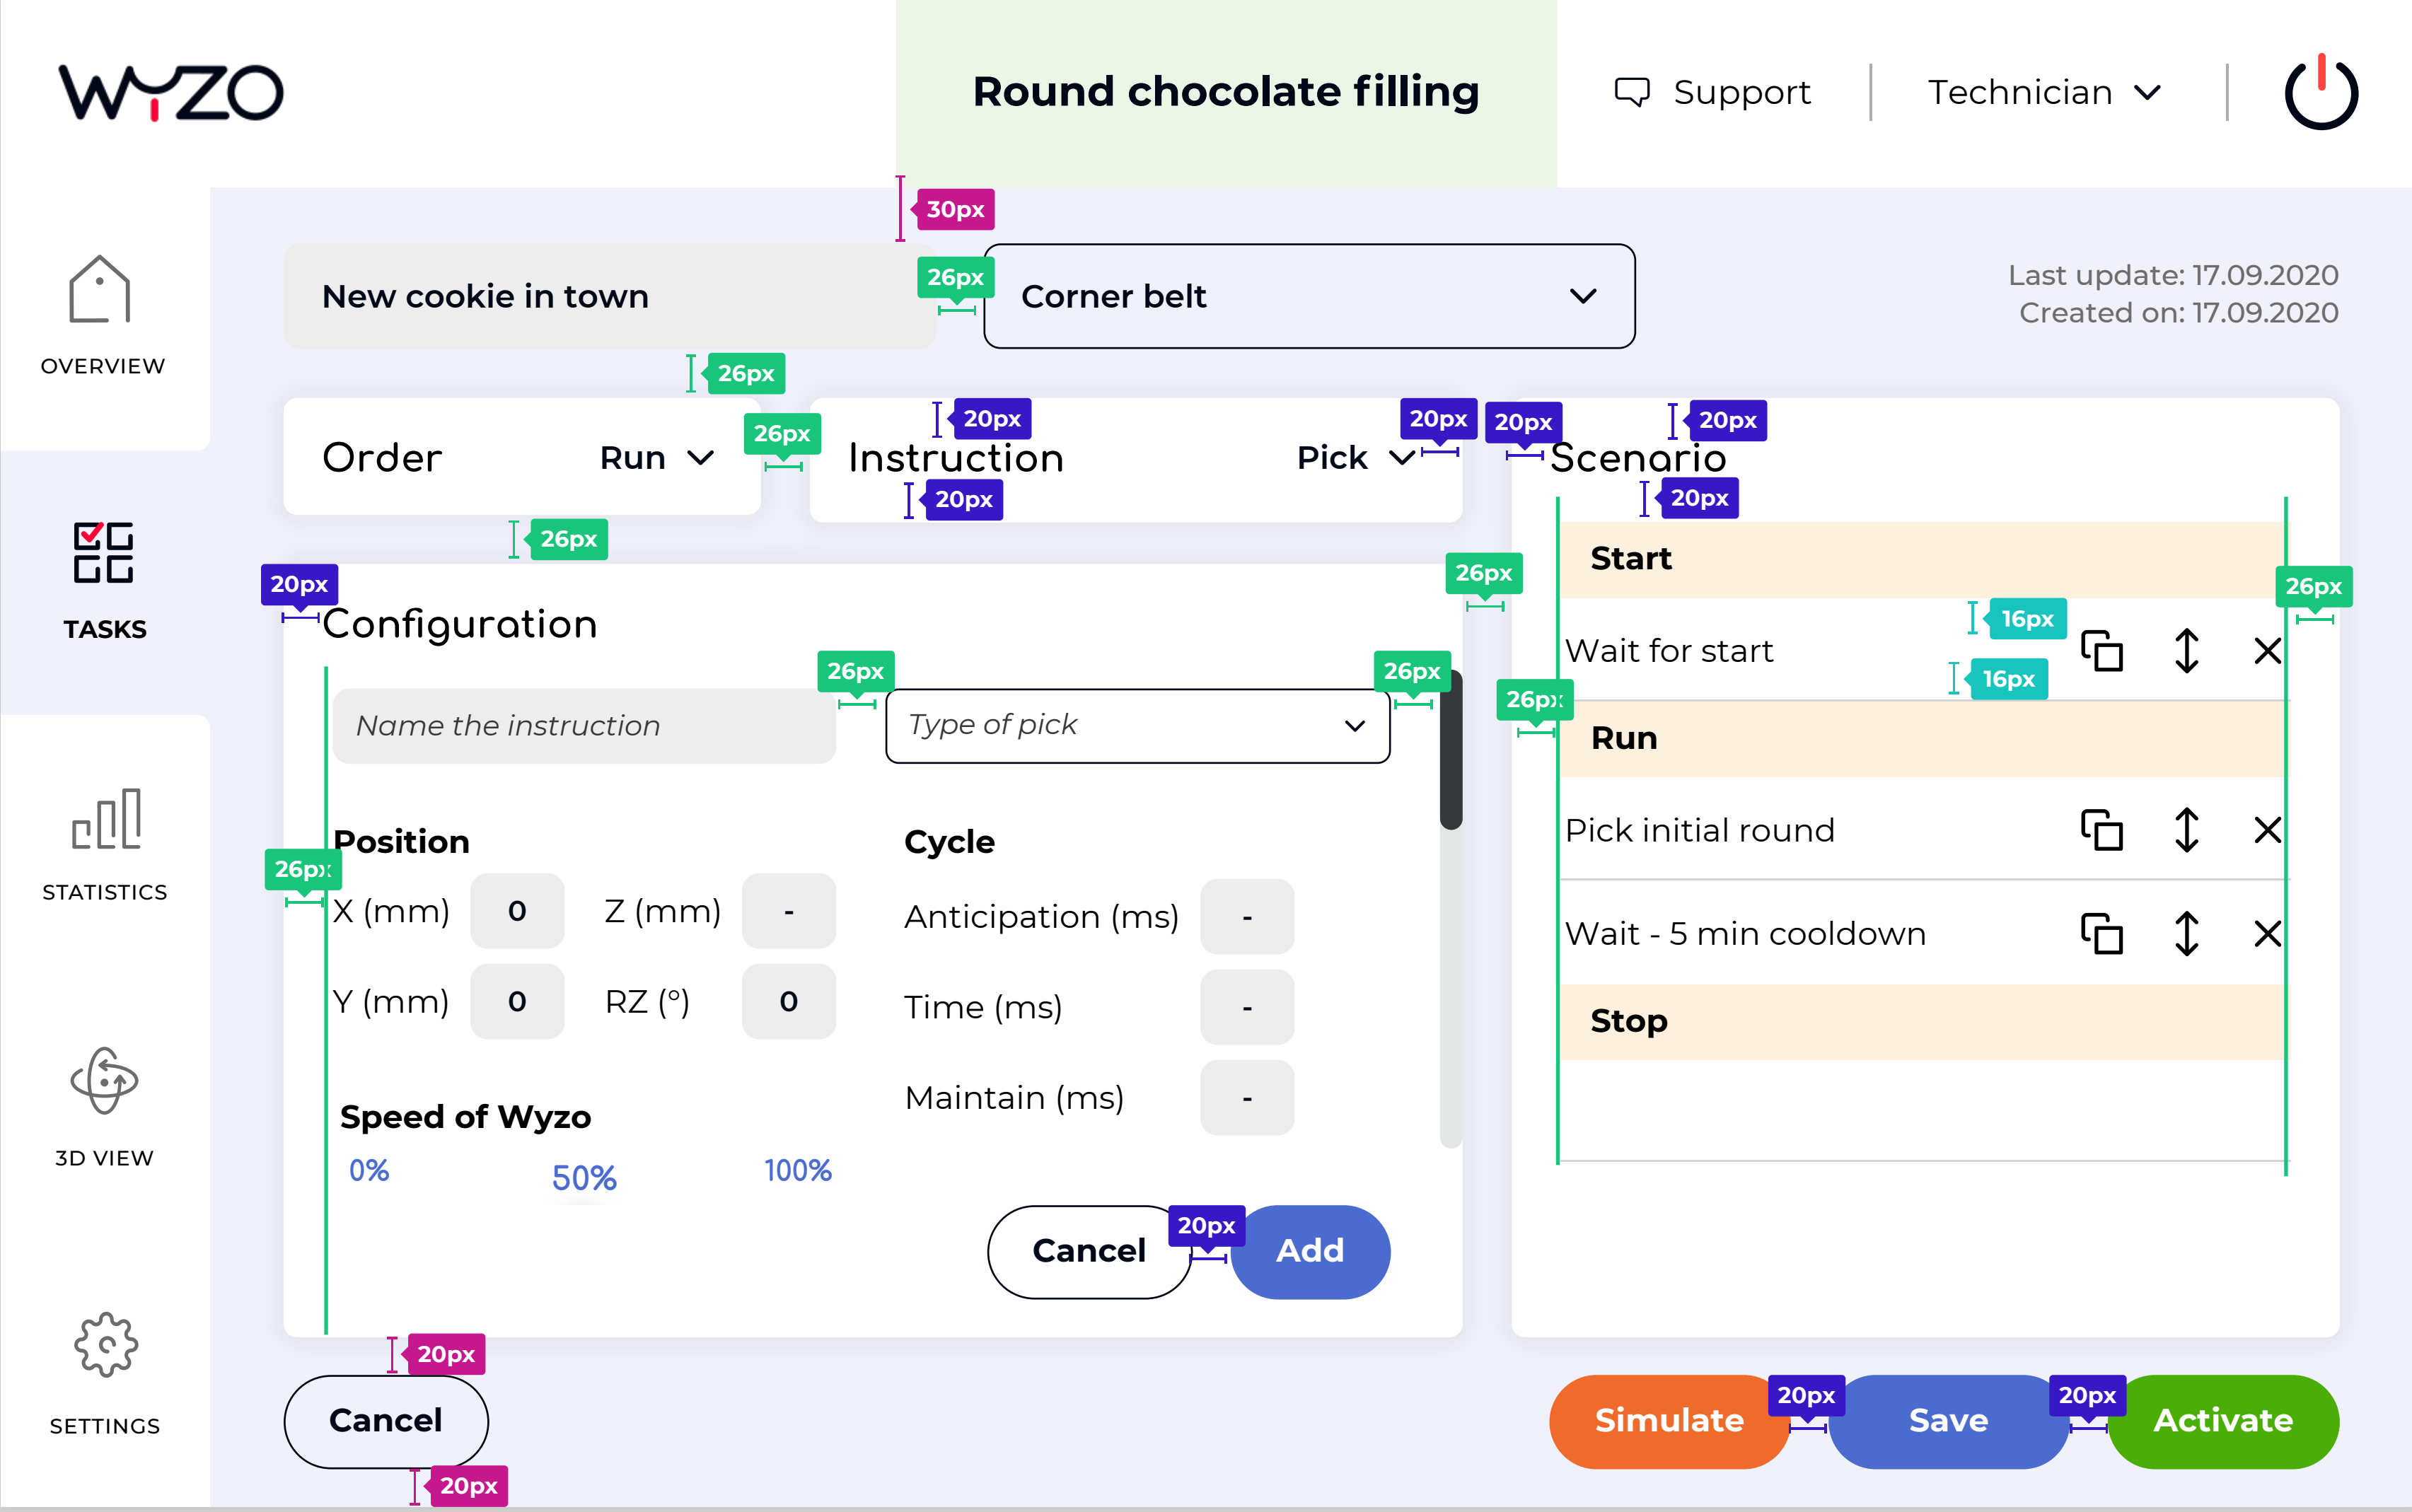 WYZO
Round chocolate filling
Support
Technician
30px
New cookie in town
26px
Corner belt
Last update: 17.09.2020
Created on: 17.09.2020
OVERVIEW
26px
Order
Run
26px
20px
Instruction
20px
Pick
20px
20px
20px
Scenario
20px
26px
Start
20px
26px
26px
TASKS
Configuration
Wait for start
16px
16px
26px
26px
26px
Name the instruction
Type of pick
Run
Position
Cycle
Pick initial round
26px
STATISTICS
X (mm)
0
Z (mm)
-
Anticipation (ms)
-
Wait - 5 min cooldown
Y (mm)
0
RZ (°)
0
Time (ms)
-
Stop
Maintain (ms)
-
Speed of Wyzo
3D VIEW
0%
50%
100%
Cancel
20px
Add
20px
SETTINGS
Cancel
20px
Simulate
20px
Save
20px
Activate